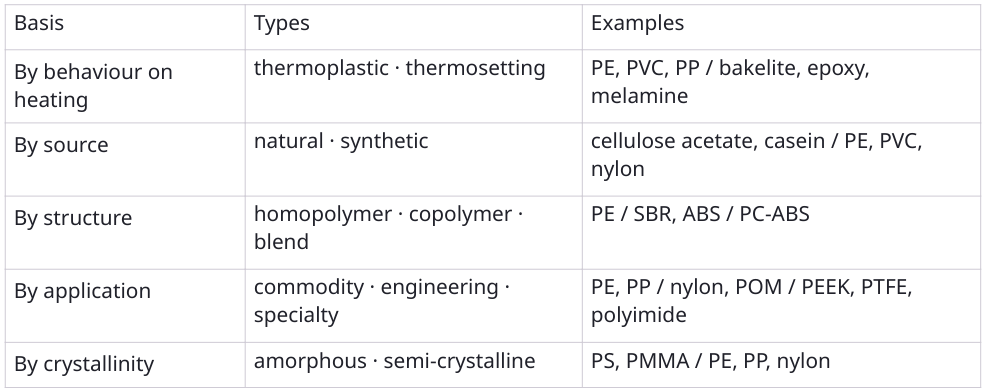 Basis
Types
Examples
By behaviour on
heating
thermoplastic · thermosetting
PE, PVC, PP / bakelite, epoxy,
melamine
By source
natural · synthetic
cellulose acetate, casein / PE, PVC,
nylon
By structure
homopolymer · copolymer ·
blend
PE / SBR, ABS / PC-ABS
By application
commodity · engineering ·
specialty
PE, PP / nylon, POM / PEEK, PTFE,
polyimide
By crystallinity
amorphous · semi-crystalline
PS, PMMA / PE, PP, nylon